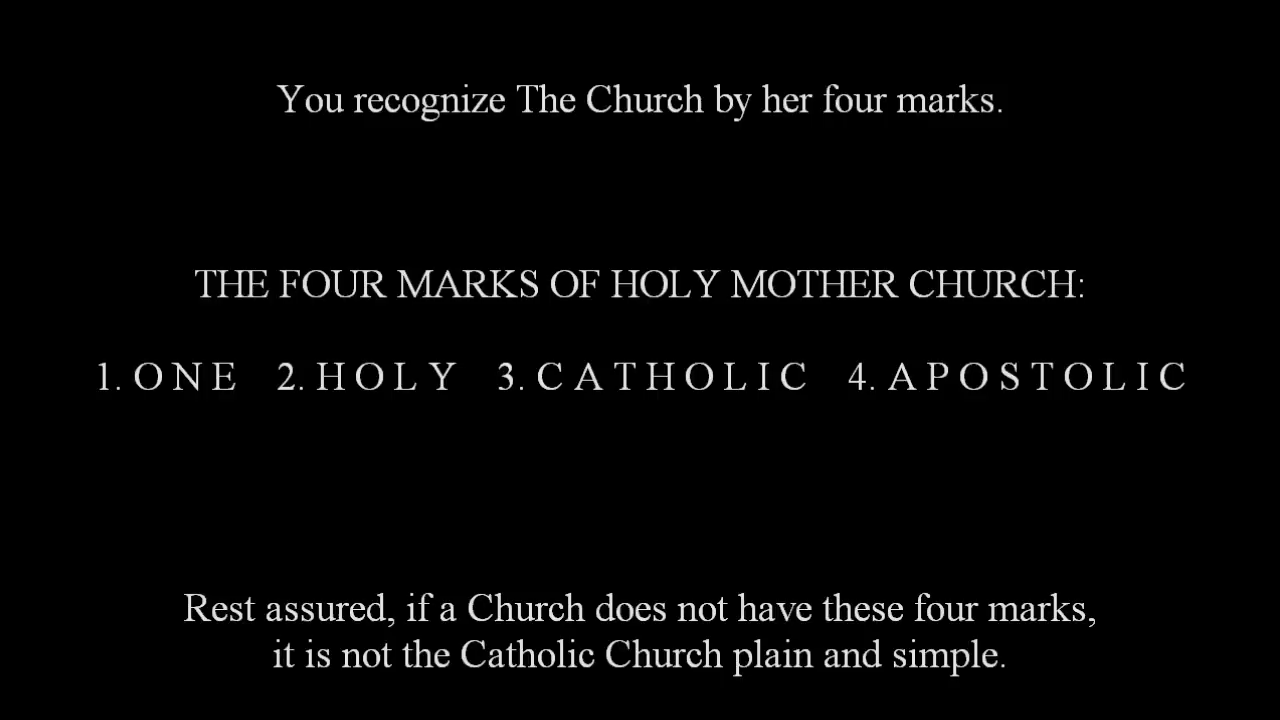 You recognize The Church by her four marks.
THE FOUR MARKS OF HOLY MOTHER CHURCH:
1. O N E 2. H O L Y 3. C A T H O L I C 4. A P O S T O L I C
Rest assured, if a Church does not have these four marks,
it is not the Catholic Church plain and simple.